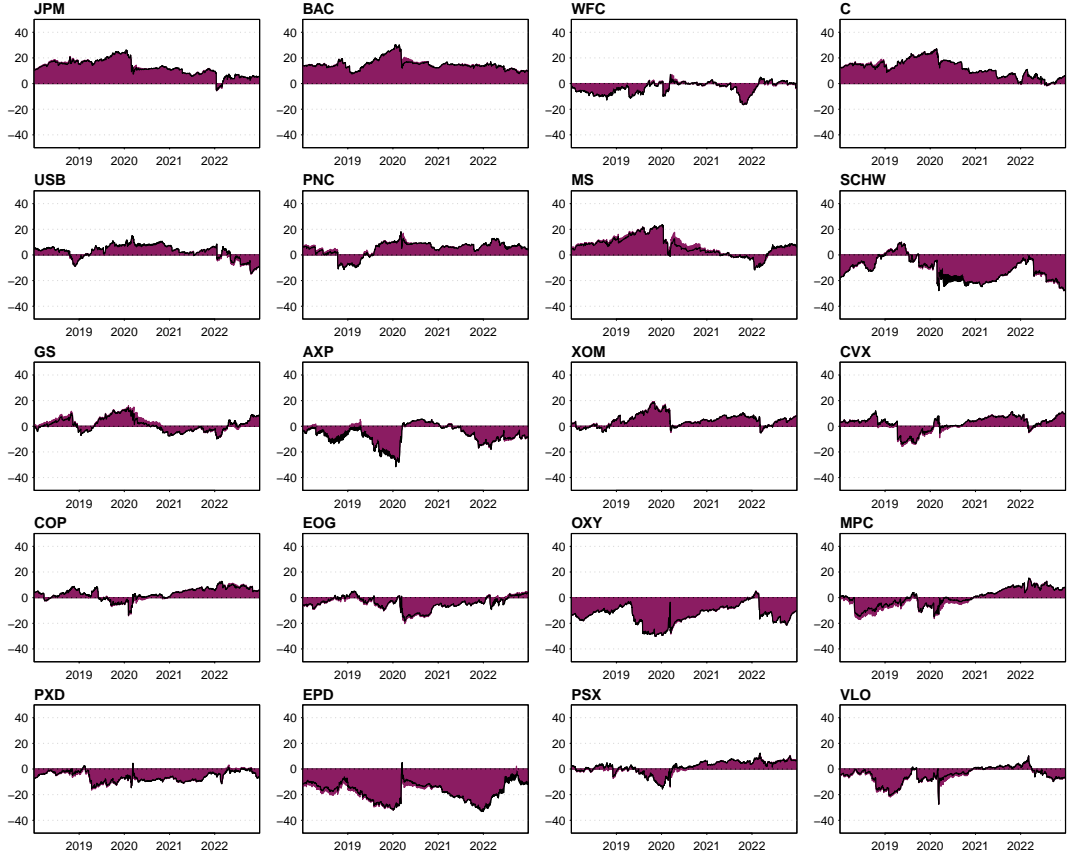 JPM BAC WFC C
40 40 40 40
20 20 20 20
0 0 0 0
−20 −20 −20 −20
−40 −40 −40 −40
2019 2020 2021 2022 2019 2020 2021 2022 2019 2020 2021 2022 2019 2020 2021 2022
USB PNC MS SCHW
40 40 40 40
20 20 20 20
0 0 0 0
−20 −20 −20 −20
−40 −40 −40 −40
2019 2020 2021 2022 2019 2020 2021 2022 2019 2020 2021 2022 2019 2020 2021 2022
GS AXP XOM CVX
40 40 40 40
20 20 20 20
0 0 0 0
−20 −20 −20 −20
−40 −40 −40 −40
2019 2020 2021 2022 2019 2020 2021 2022 2019 2020 2021 2022 2019 2020 2021 2022
COP EOG OXY MPC
40 40 40 40
20 20 20 20
0 0 0 0
−20 −20 −20 −20
−40 −40 −40 −40
2019 2020 2021 2022 2019 2020 2021 2022 2019 2020 2021 2022 2019 2020 2021 2022
PXD EPD PSX VLO
40 40 40 40
20 20 20 20
0 0 0 0
−20 −20 −20 −20
−40 −40 −40 −40
2019 2020 2021 2022 2019 2020 2021 2022 2019 2020 2021 2022 2019 2020 2021 2022